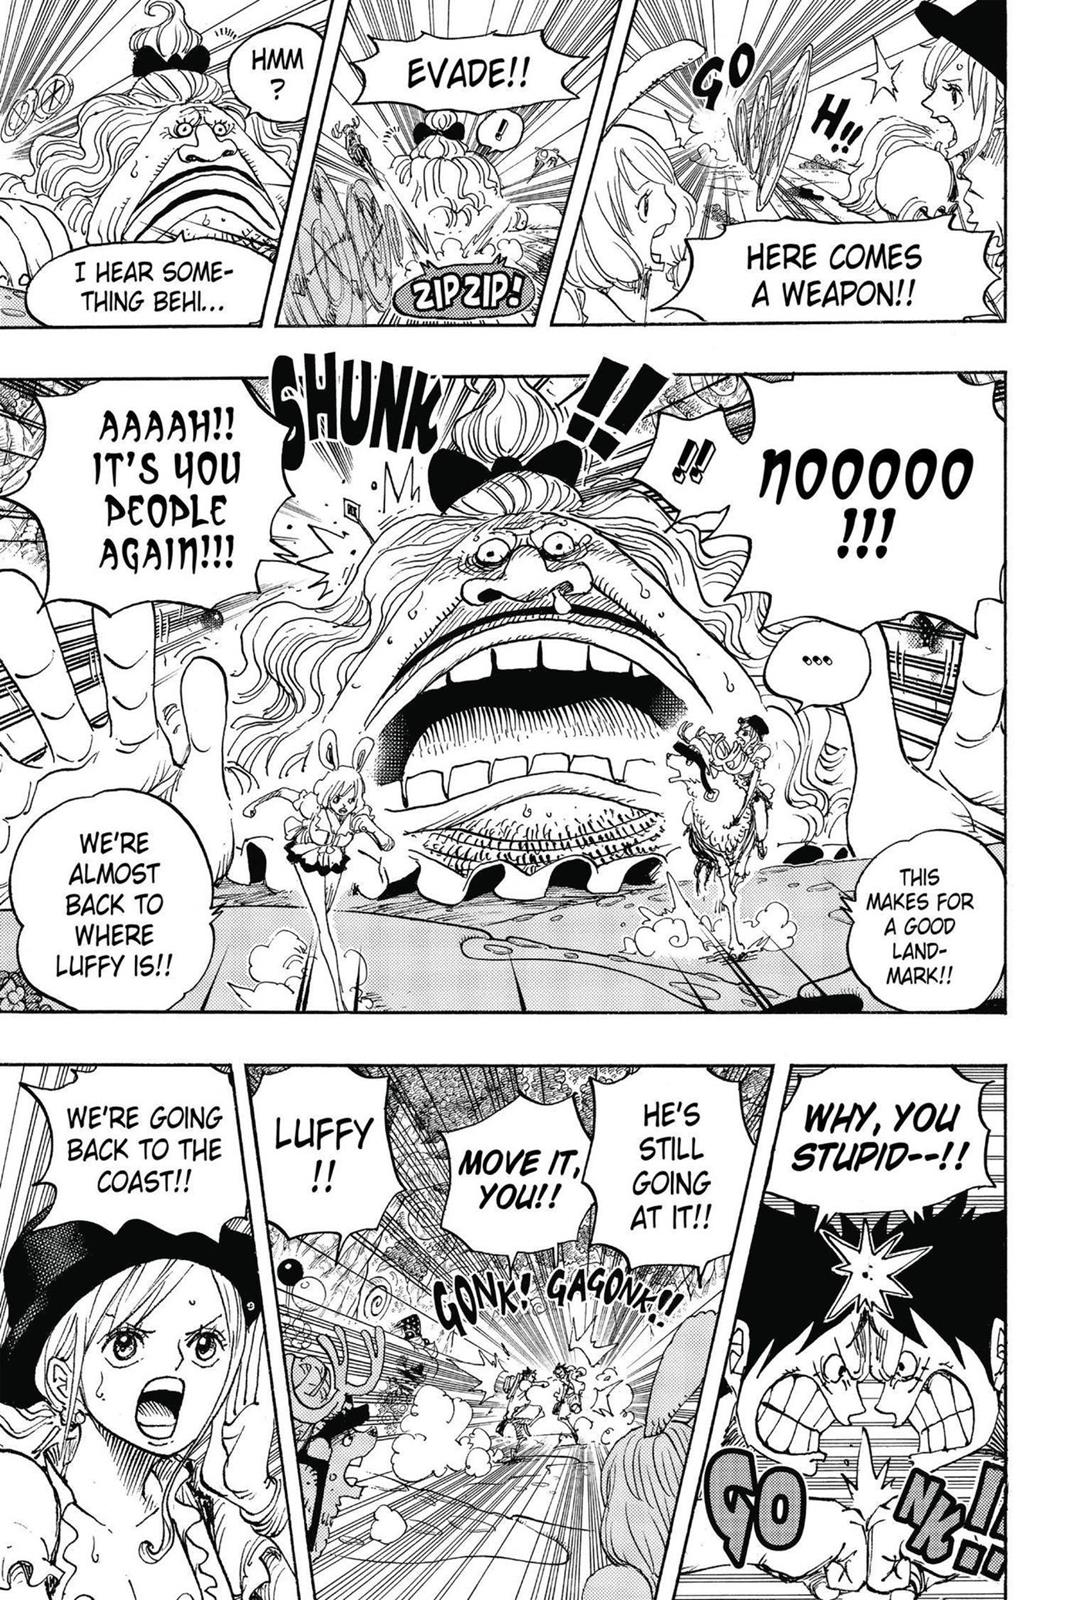 GO
H!!
HERE COMES
A WEAPON!!
EVADE!!
!
ZIPZIP!
HMM
?
I HEAR SOME-
THING BEHI...
NOOOOO
!!!
!!
!!
SHUNK
AAAAH!!
IT'S YOU
PEOPLE
AGAIN!!!
...
THIS
MAKES FOR
A GOOD
LAND-
MARK!!
WE'RE
ALMOST
BACK TO
WHERE
LUFFY IS!!
WHY, YOU
STUPID--!!
GO
NK!!
HE'S
STILL
GOING
AT IT!!
MOVE IT,
YOU!!
LUFFY
!!
GONK! GAGONK!!
WE'RE GOING
BACK TO THE
COAST!!